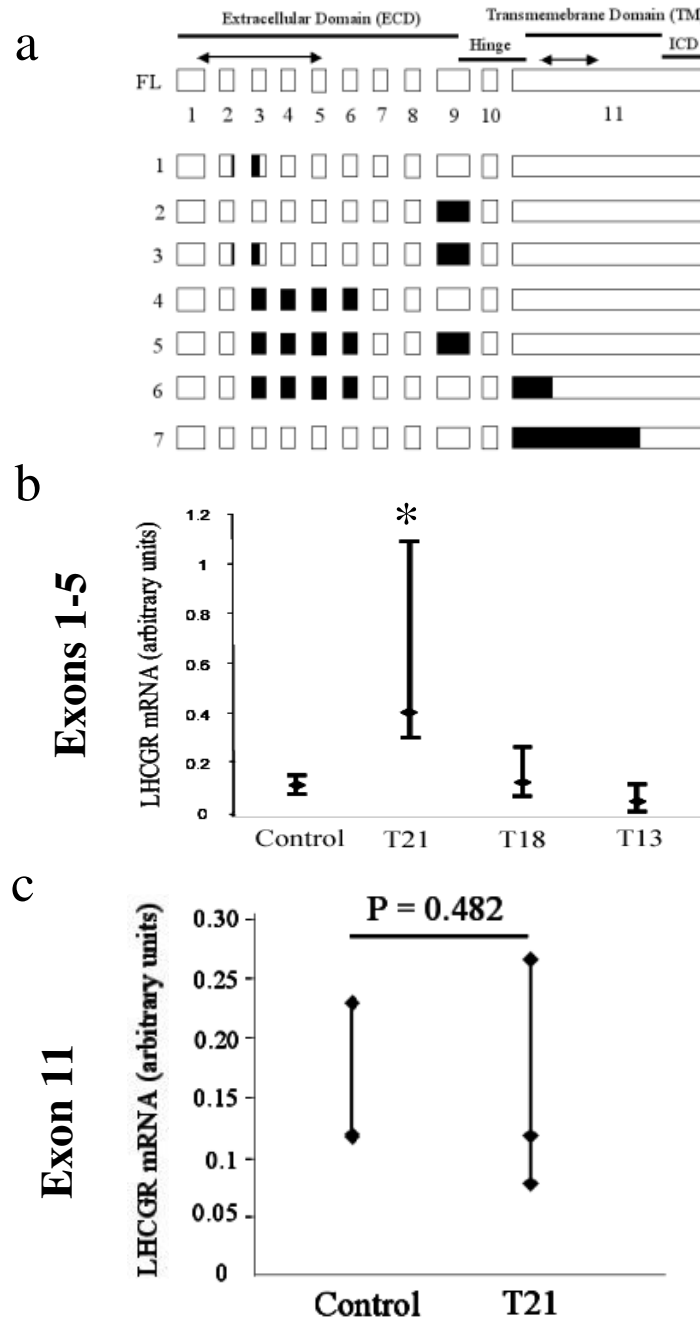 a
Extracellular Domain (ECD)
Transmemebrane Domain (TM
Hinge
ICD
FL
1 2 3 4 5 6 7 8 9 10 11
1
2
3
4
5
6
7
b
Exons 1-5
LHCGR mRNA (arbitrary units)
1.2
*
1
0.8
0.6
0.4
0.2
0
Control T21 T18 T13
c
Exon 11
LHCGR mRNA (arbitrary units)
P = 0.482
0.30
0.25
0.20
0.15
0.1
0.05
0
Control T21